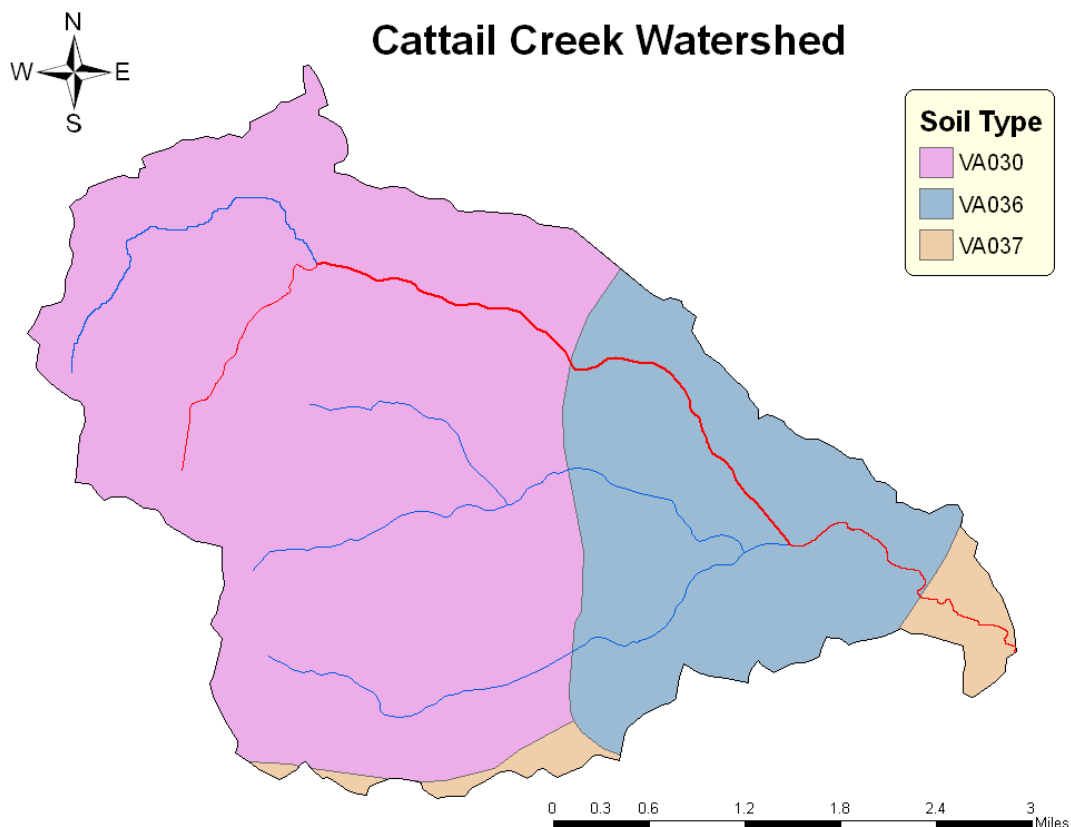 Cattail Creek Watershed
N
W E
S
Soil Type
VA030
VA036
VA037
0 0.3 0.6 1.2 1.8 2.4 3
Miles